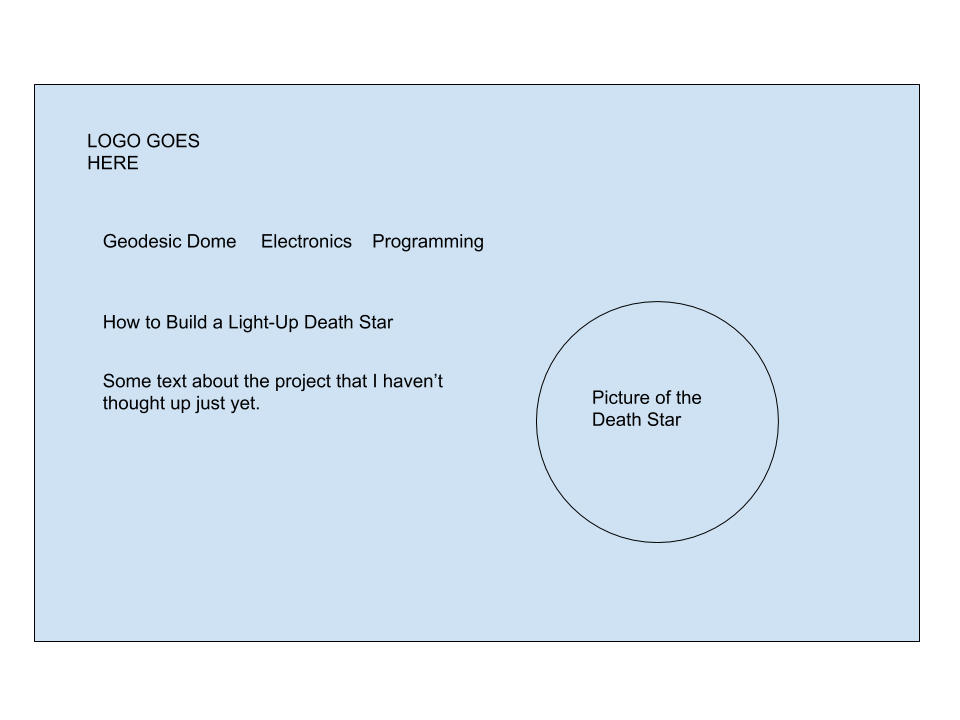 LOGO GOES
HERE
Geodesic Dome Electronics Programming
How to Build a Light-Up Death Star
Some text about the project that I haven’t
thought up just yet.
Picture of the
Death Star